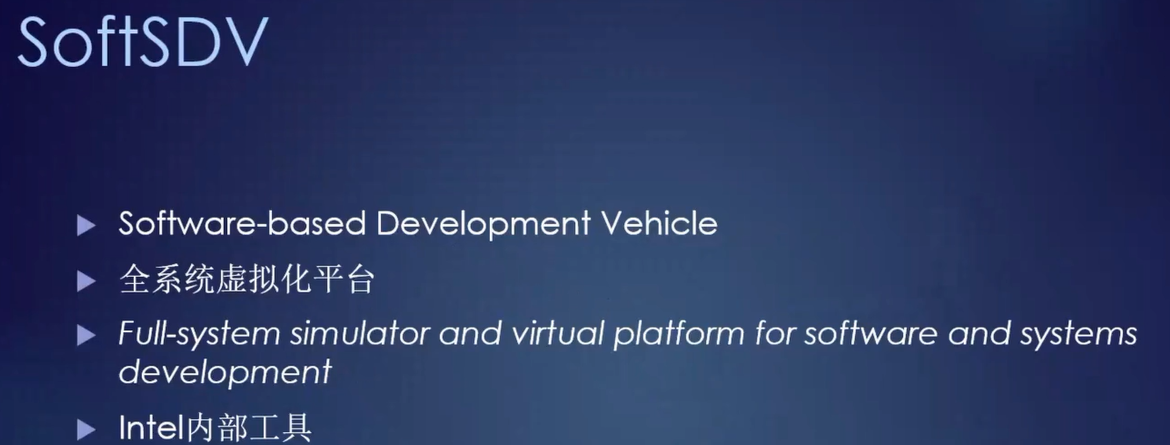 SoftSDV
Software-based Development Vehicle
全系统虚拟化平台
Full-system simulator and virtual platform for software and systems
development
Intel内部工具